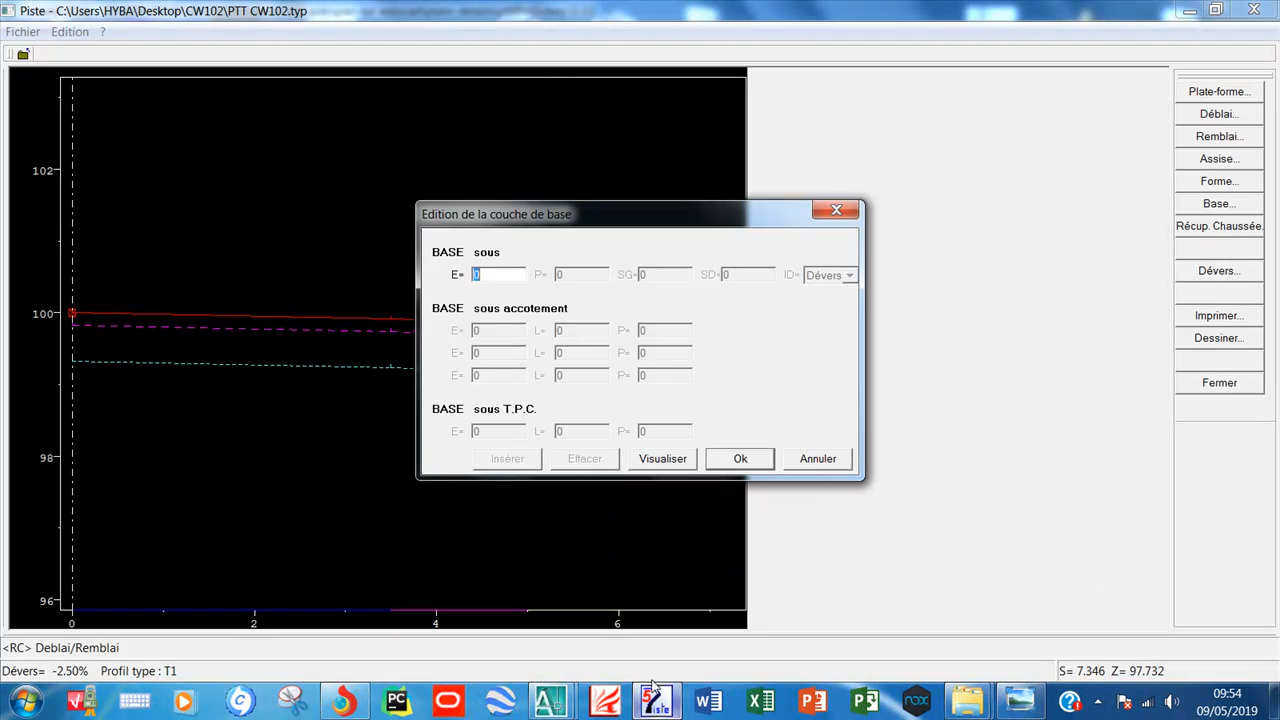 Piste - C:\Users\HYBA\Desktop\CW102\PTT CW102.typ
Fichier Edition ?
Plate-forme...
Déblai...
Remblai...
Assise...
Forme...
Base...
Récup. Chaussée.
Dévers...
Imprimer...
Dessiner...
Fermer
102
100
98
96
0 2 4 6
Edition de la couche de base
BASE sous
E= 0 P= 0 SG= 0 SD= 0 ID= Dévers
BASE sous accotement
E= 0 L= 0 P= 0
E= 0 L= 0 P= 0
E= 0 L= 0 P= 0
BASE sous T.P.C.
E= 0 L= 0 P= 0
Insérer Effacer Visualiser Ok Annuler
<RC> Deblai/Remblai
Dévers= -2.50% Profil type : T1 S= 7.346 Z= 97.732
PC
nox
09:54
09/05/2019